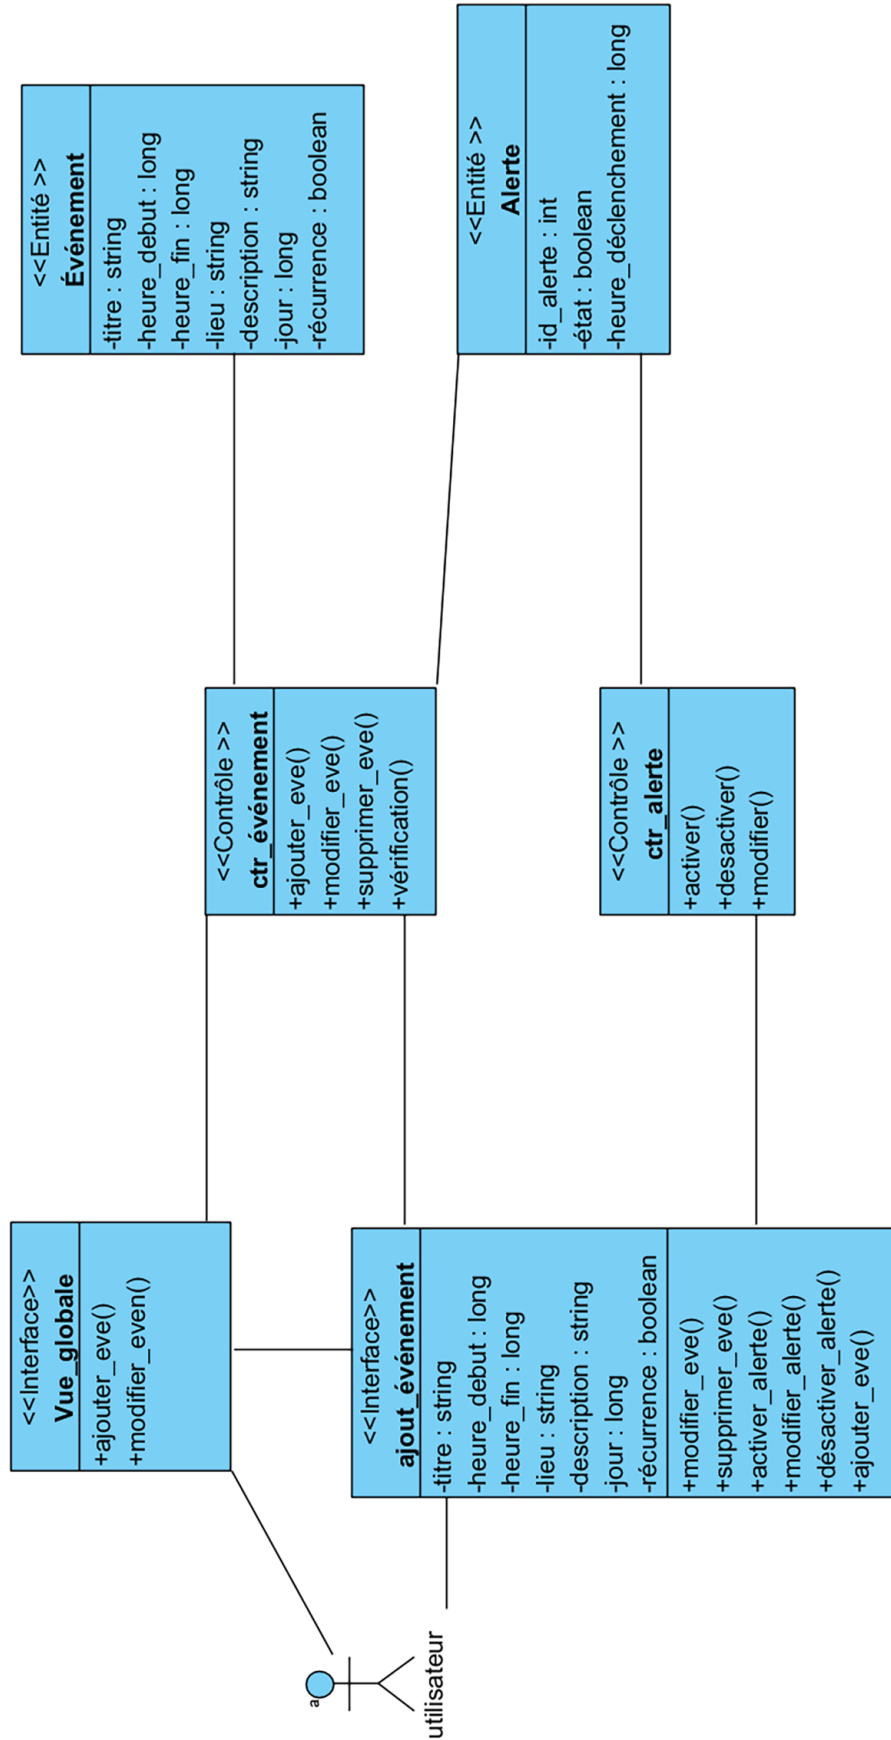 a
utilisateur
<<Interface>>
Vue_globale
+ajouter_eve()
+modifier_even()
<<Interface>>
ajout_événement
-titre : string
-heure_debut : long
-heure_fin : long
-lieu : string
-description : string
-jour : long
-récurrence : boolean
+modifier_eve()
+supprimer_eve()
+activer_alerte()
+modifier_alerte()
+désactiver_alerte()
+ajouter_eve()
<<Contrôle >>
ctr_événement
+ajouter_eve()
+modifier_eve()
+supprimer_eve()
+vérification()
<<Contrôle >>
ctr_alerte
+activer()
+desactiver()
+modifier()
<<Entité >>
Événement
-titre : string
-heure_debut : long
-heure_fin : long
-lieu : string
-description : string
-jour : long
-récurrence : boolean
<<Entité >>
Alerte
-id_alerte : int
-état : boolean
-heure_déclenchement : long